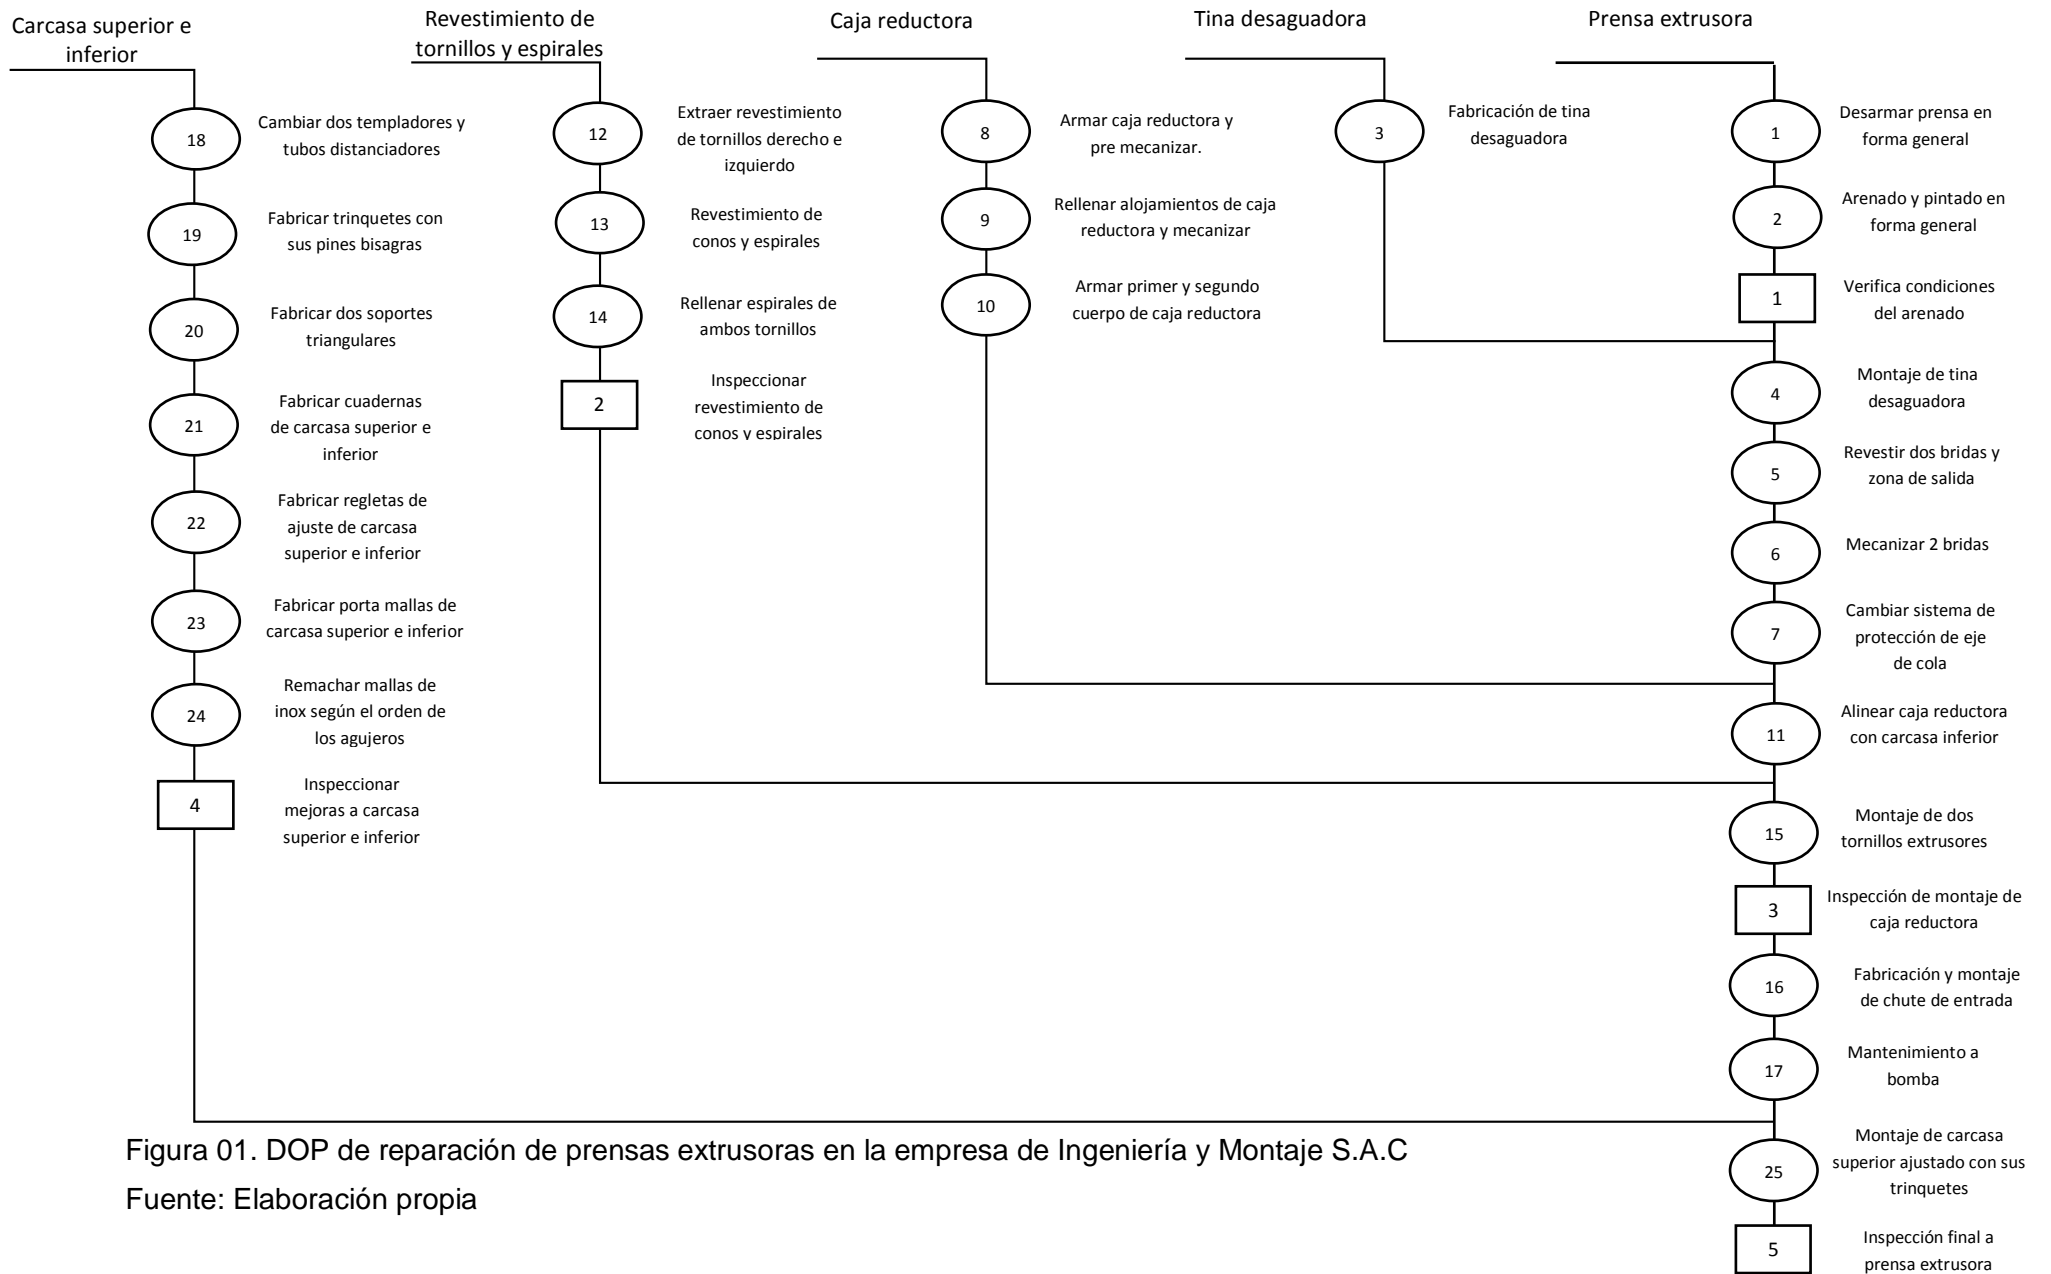 Carcasa superior e
inferior
18
Cambiar dos templadores y
tubos distanciadores
19
Fabricar trinquetes con
sus pines bisagras
20
Fabricar dos soportes
triangulares
21
Fabricar cuadernas
de carcasa superior e
inferior
22
Fabricar regletas de
ajuste de carcasa
superior e inferior
23
Fabricar porta mallas de
carcasa superior e inferior
24
Remachar mallas de
inox según el orden de
los agujeros
4
Inspeccionar
mejoras a carcasa
superior e inferior
Revestimiento de
tornillos y espirales
12
Extraer revestimiento
de tornillos derecho e
izquierdo
13
Revestimiento de
conos y espirales
14
Rellenar espirales de
ambos tornillos
2
Inspeccionar
revestimiento de
conos y espirales
Caja reductora
8
Armar caja reductora y
pre mecanizar.
9
Rellenar alojamientos de caja
reductora y mecanizar
10
Armar primer y segundo
cuerpo de caja reductora
Tina desaguadora
3
Fabricación de tina
desaguadora
Prensa extrusora
1
Desarmar prensa en
forma general
2
Arenado y pintado en
forma general
1
Verifica condiciones
del arenado
4
Montaje de tina
desaguadora
5
Revestir dos bridas y
zona de salida
6
Mecanizar 2 bridas
7
Cambiar sistema de
protección de eje
de cola
11
Alinear caja reductora
con carcasa inferior
15
Montaje de dos
tornillos extrusores
3
Inspección de montaje de
caja reductora
16
Fabricación y montaje
de chute de entrada
17
Mantenimiento a
bomba
25
Montaje de carcasa
superior ajustado con sus
trinquetes
5
Inspección final a
prensa extrusora
Figura 01. DOP de reparación de prensas extrusoras en la empresa de Ingeniería y Montaje S.A.C
Fuente: Elaboración propia